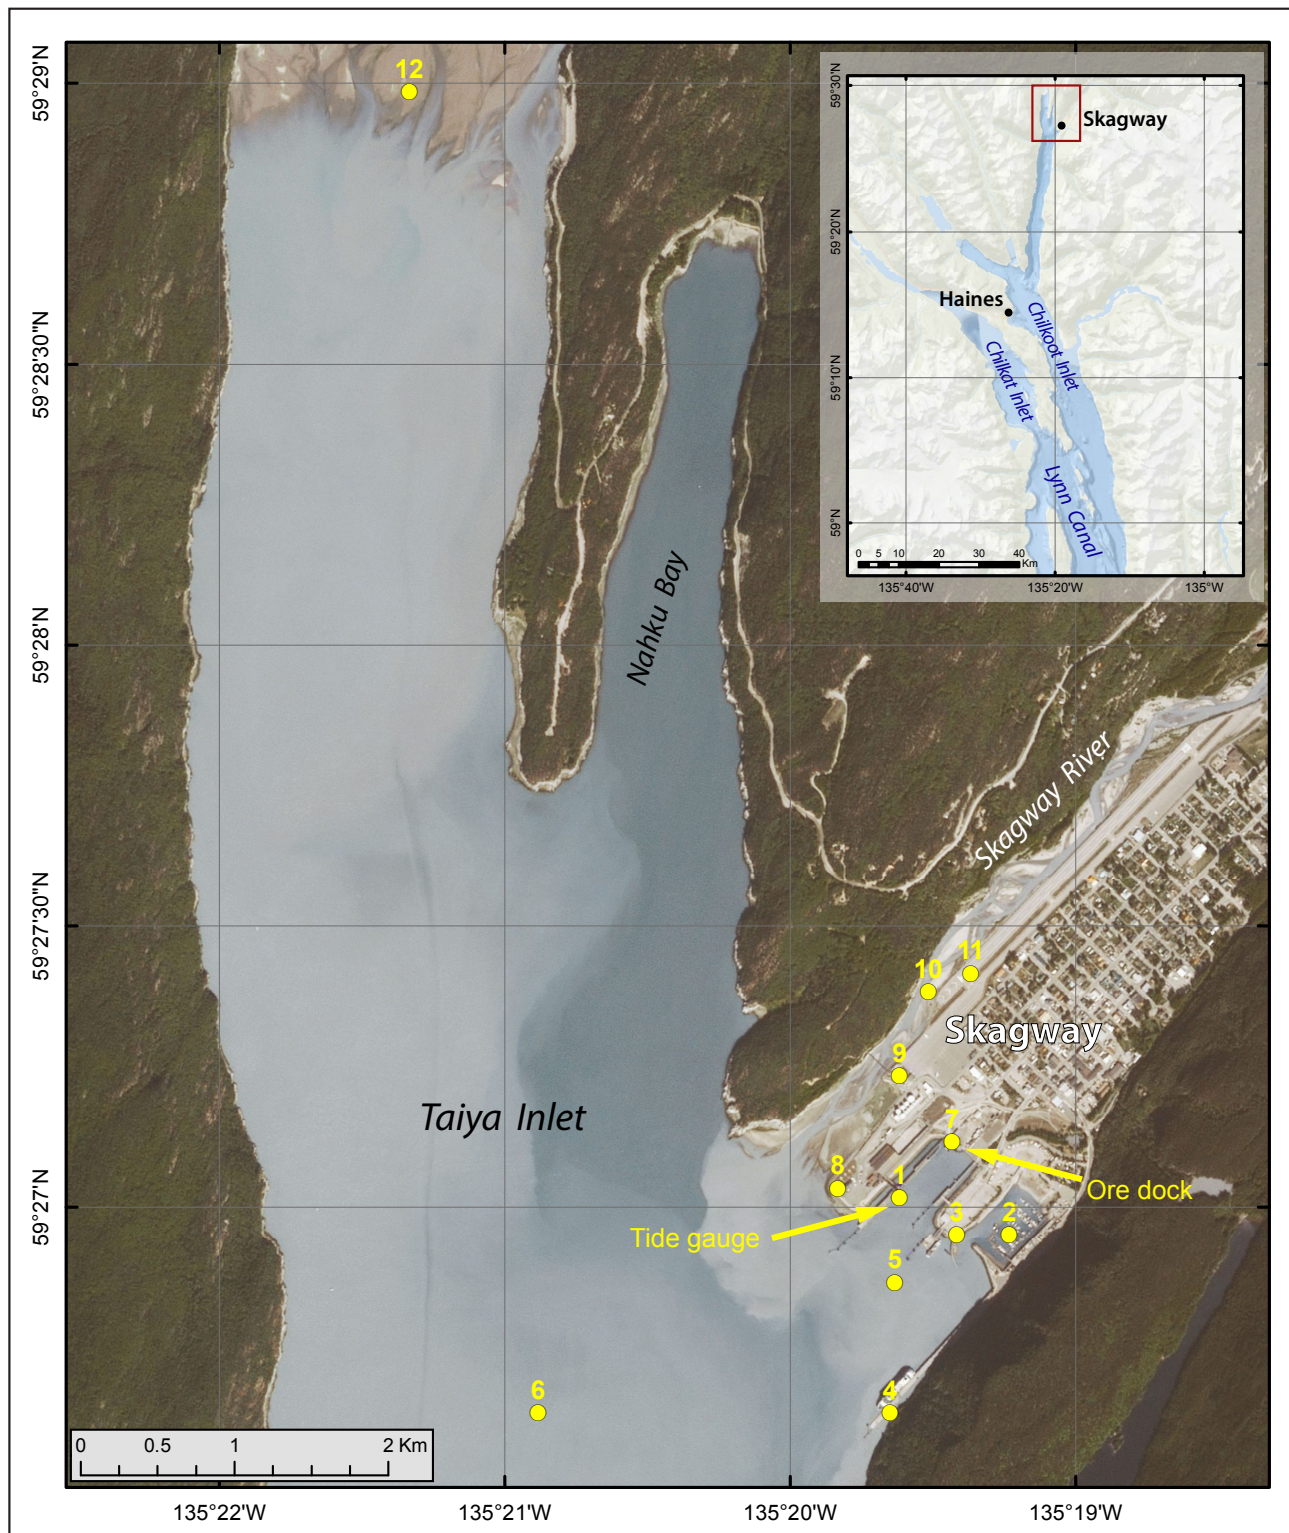 59°29'N
59°28'30"N
59°28'N
59°27'30"N
59°27'N
135°22'W
135°21'W
135°20'W
135°19'W
12
Nahku Bay
Skagway River
11
10
Skagway
9
Taiya Inlet
7
8
1
Ore dock
Tide gauge
3
2
5
6
4
0 0.5 1 2 Km
59°30'N
59°20'N
59°10'N
59°N
Skagway
Haines
Chilkoot Inlet
Chilkat Inlet
Lynn Canal
0 5 10 20 30 40
Km
135°40'W
135°20'W
135°W